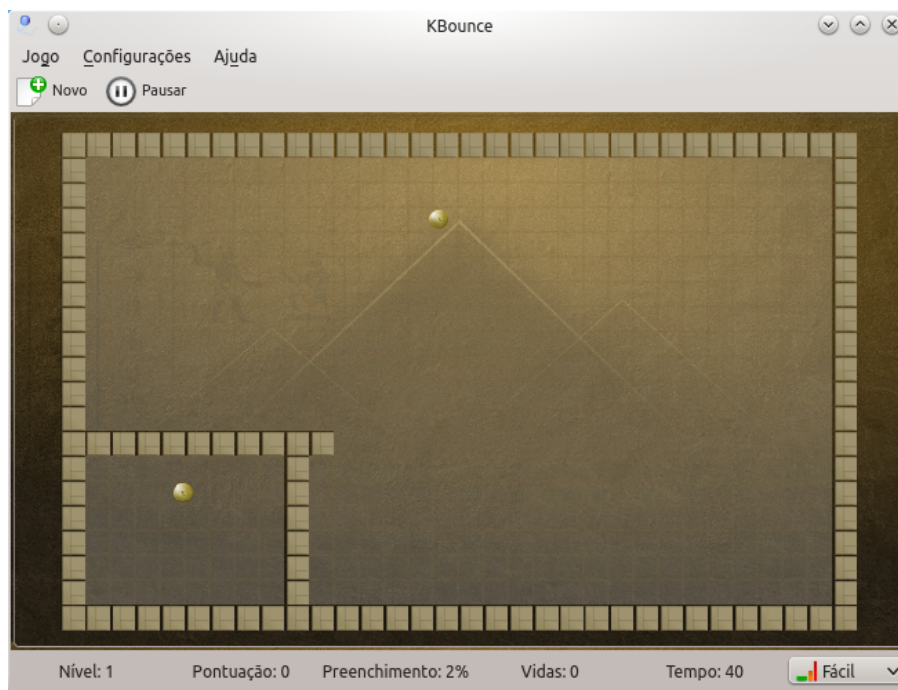 KBounce
Jogo Configurações Ajuda
Novo Pausar
Nível: 1 Pontuação: 0 Preenchimento: 2% Vidas: 0 Tempo: 40 Fácil